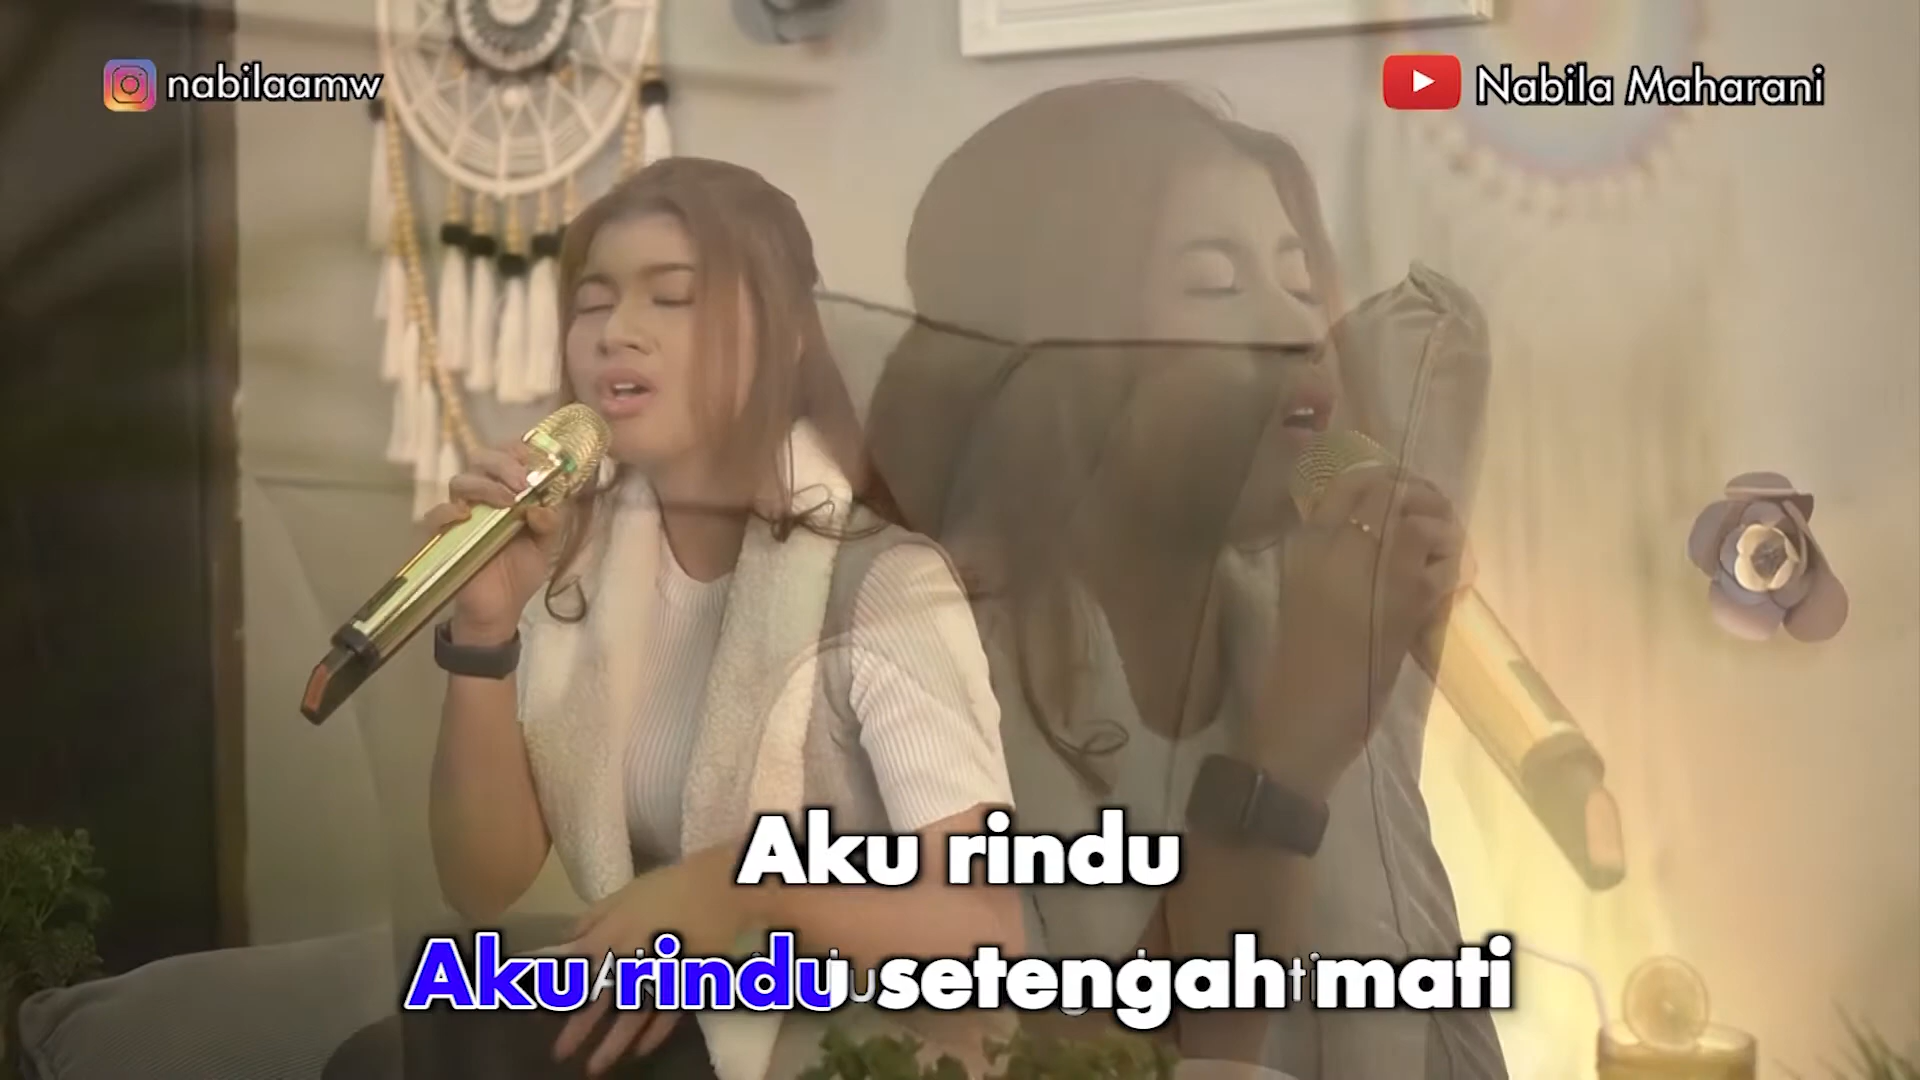 nabilaamw
Nabila Maharani
Aku rindu
Aku rindu setengah mati